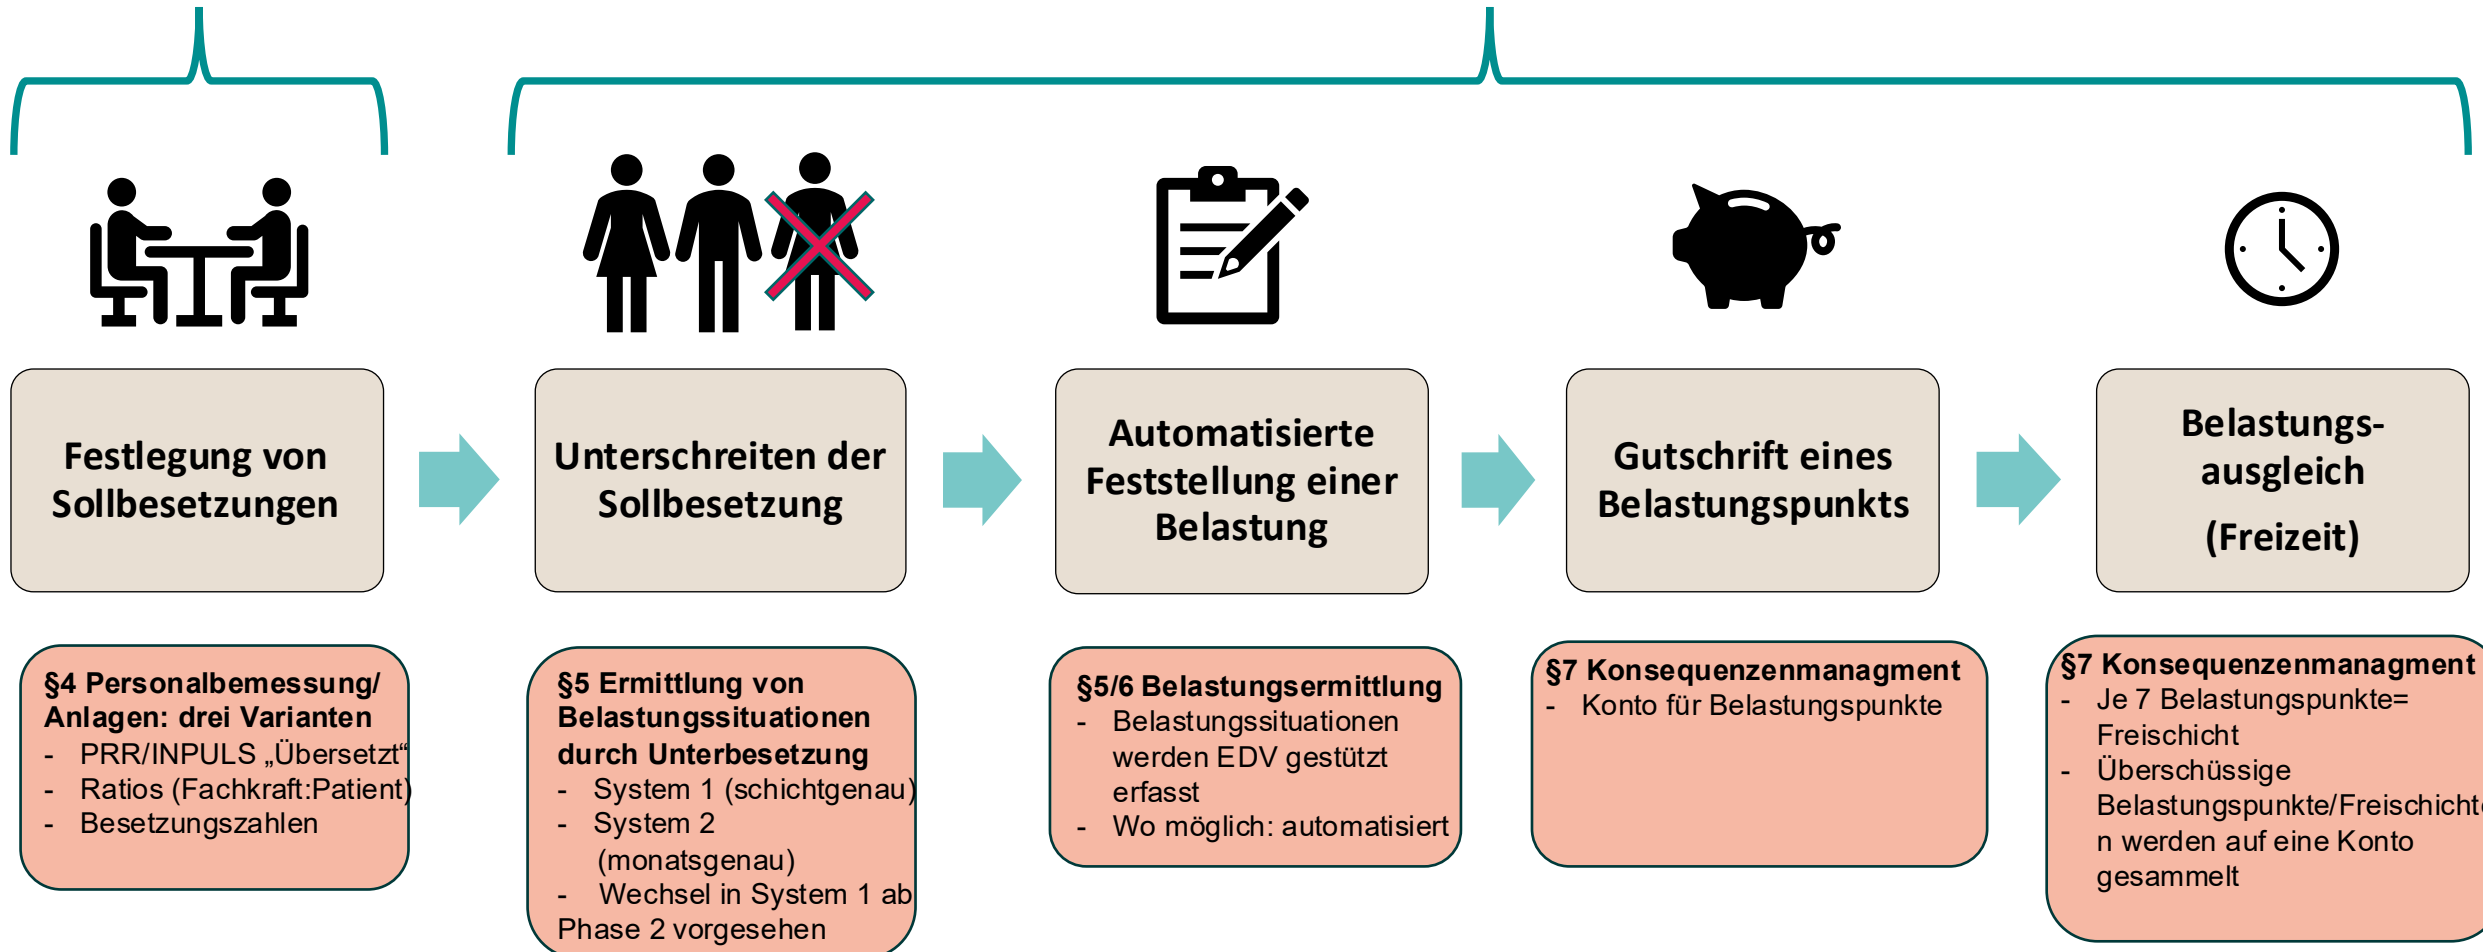 Festlegung von
Sollbesetzungen
Unterschreiten der
Sollbesetzung
Automatisierte
Feststellung einer
Belastung
Gutschrift eines
Belastungspunkts
Belastungs-
ausgleich
(Freizeit)
§4 Personalbemessung/
Anlagen: drei Varianten
- PRR/INPULS „Übersetzt“
- Ratios (Fachkraft:Patient)
- Besetzungszahlen
§5 Ermittlung von
Belastungssituationen
durch Unterbesetzung
- System 1 (schichtgenau)
- System 2
(monatsgenau)
- Wechsel in System 1 ab
Phase 2 vorgesehen
§5/6 Belastungsermittlung
- Belastungssituationen
werden EDV gestützt
erfasst
- Wo möglich: automatisiert
§7 Konsequenzenmanagment
- Konto für Belastungspunkte
§7 Konsequenzenmanagment
- Je 7 Belastungspunkte=
Freischicht
- Überschüssige
Belastungspunkte/Freischichte
n werden auf eine Konto
gesammelt